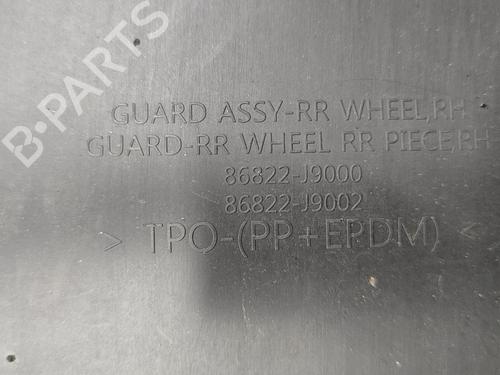 B-PARTS
GUARD ASSY-RR WHEEL,RH
GUARD-RR WHEEL RR PIECE,RH
86822-J9000
86822-J9002
> TPO-(PP+EPDM) <
B-PARTS